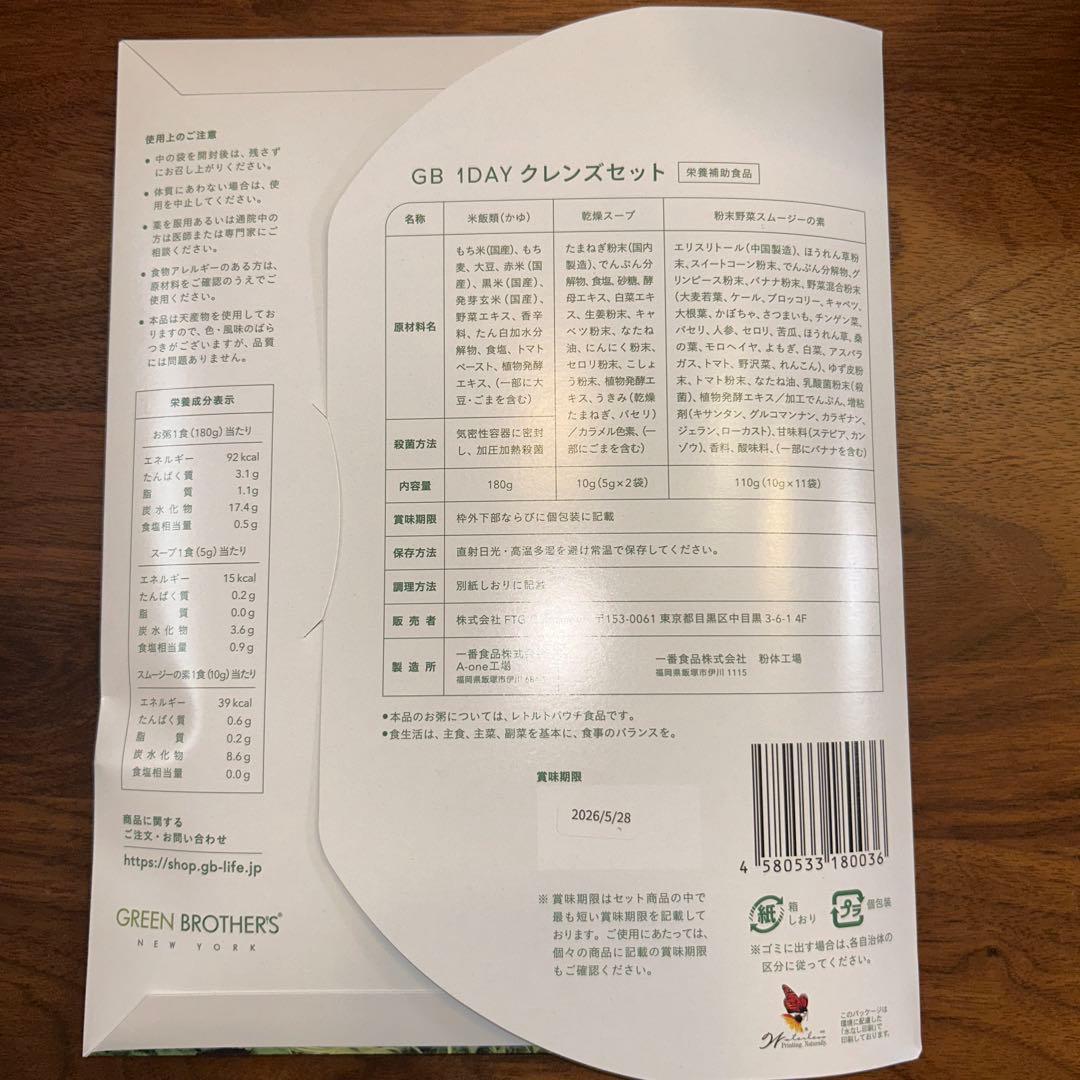 使用上のご注意
● 中の袋を開封後は、残さず
にお召し上がりください。
● 体質にあわない場合は、使
用を中止してください。
● 薬を服用あるいは通院中の
方は医師または専門家にご
相談ください。
● 食物アレルギーのある方は、
原材料をご確認のうえでご
使用ください。
● 本品は天産物を使用してお
りますので、色・風味のばら
つきがございますが、品質
には問題ありません。
栄養成分表示
お粥1食(180g)当たり
エネルギー 92kcal
たんぱく質 3.1g
脂質 1.1g
炭水化物 17.4g
食塩相当量 0.5g
スープ1食(5g)当たり
エネルギー 15kcal
たんぱく質 0.2g
脂質 0.0g
炭水化物 3.6g
食塩相当量 0.9g
スムージーの素1食(10g)当たり
エネルギー 39kcal
たんぱく質 0.6g
脂質 0.2g
炭水化物 8.6g
食塩相当量 0.0g
商品に関する
ご注文・お問い合わせ
https://shop.gb-life.jp
GREEN BROTHER'S®
NEW YORK
GB 1DAY クレンズセット 栄養補助食品
名称 米飯類(かゆ) 乾燥スープ 粉末野菜スムージーの素
原材料名
もち米(国産)、もち
麦、大豆、赤米(国
産)、黒米(国産)、
発芽玄米(国産)、
野菜エキス、香辛
料、たん白加水分
解物、食塩、トマト
ペースト、植物発酵
エキス、(一部に大
豆・ごまを含む)
たまねぎ粉末(国内
製造)、でんぷん分
解物、食塩、砂糖、酵
母エキス、白菜エキ
ス、生姜粉末、キャ
ベツ粉末、なたね
油、にんにく粉末、
セロリ粉末、こしょ
う粉末、植物発酵エ
キス、うきみ(乾燥
たまねぎ、パセリ)
/カラメル色素、(一
部にごまを含む)
エリスリトール(中国製造)、ほうれん草粉
末、スイートコーン粉末、でんぷん分解物、グ
リンピース粉末、バナナ粉末、野菜混合粉末
(大麦若葉、ケール、ブロッコリー、キャベツ、
大根葉、かぼちゃ、さつまいも、チンゲン菜、
パセリ、人参、セロリ、苦瓜、ほうれん草、桑
の葉、モロヘイヤ、よもぎ、白菜、アスパラ
ガス、トマト、野沢菜、れんこん)、ゆず皮粉
末、トマト粉末、なたね油、乳酸菌粉末(殺
菌)、植物発酵エキス/加工でんぷん、増粘
剤(キサンタン、グルコマンナン、カラギナン、
ジェラン、ローカスト)、甘味料(ステビア、カン
ゾウ)、香料、酸味料、(一部にバナナを含む)
殺菌方法
気密性容器に密封
し、加圧加熱殺菌
内容量 180g 10g(5g×2袋) 110g(10g×11袋)
賞味期限 枠外下部ならびに個包装に記載
保存方法 直射日光・高温多湿を避け常温で保存してください。
調理方法 別紙しおりに記載
販売者 株式会社 FTG 〒153-0061 東京都目黒区中目黒 3-6-1 4F
製造所
一番食品株式会
A-one工場
福岡県飯塚市伊川
一番食品株式会社 粉体工場
福岡県飯塚市伊川 1115
●本品のお粥については、レトルトパウチ食品です。
●食生活は、主食、主菜、副菜を基本に、食事のバランスを。
賞味期限
2026/5/28
※ 賞味期限はセット商品の中で
最も短い賞味期限を記載して
おります。ご使用にあたっては、
個々の商品に記載の賞味期限
もご確認ください。
4 580533 180036
紙 箱
しおり
プラ 個包装
※ゴミに出す場合は、各自治体の
区分に従ってください。
Waterless
Printing. Naturally.
このパッケージは
環境に配慮した
「水なし印刷」で
印刷しております。